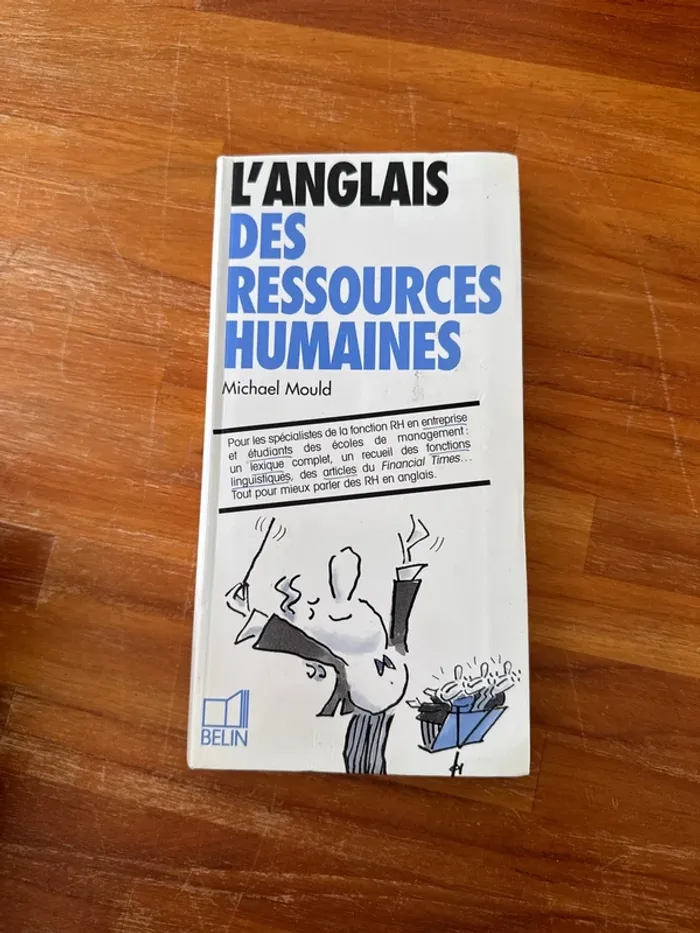 L'ANGLAIS
DES
RESSOURCES
HUMAINES
Michael Mould
Pour les spécialistes de la fonction RH en entreprise
et étudiants des écoles de management :
un lexique complet, un recueil des fonctions
linguistiques, des articles du Financial Times...
Tout pour mieux parler des RH en anglais.
BELIN